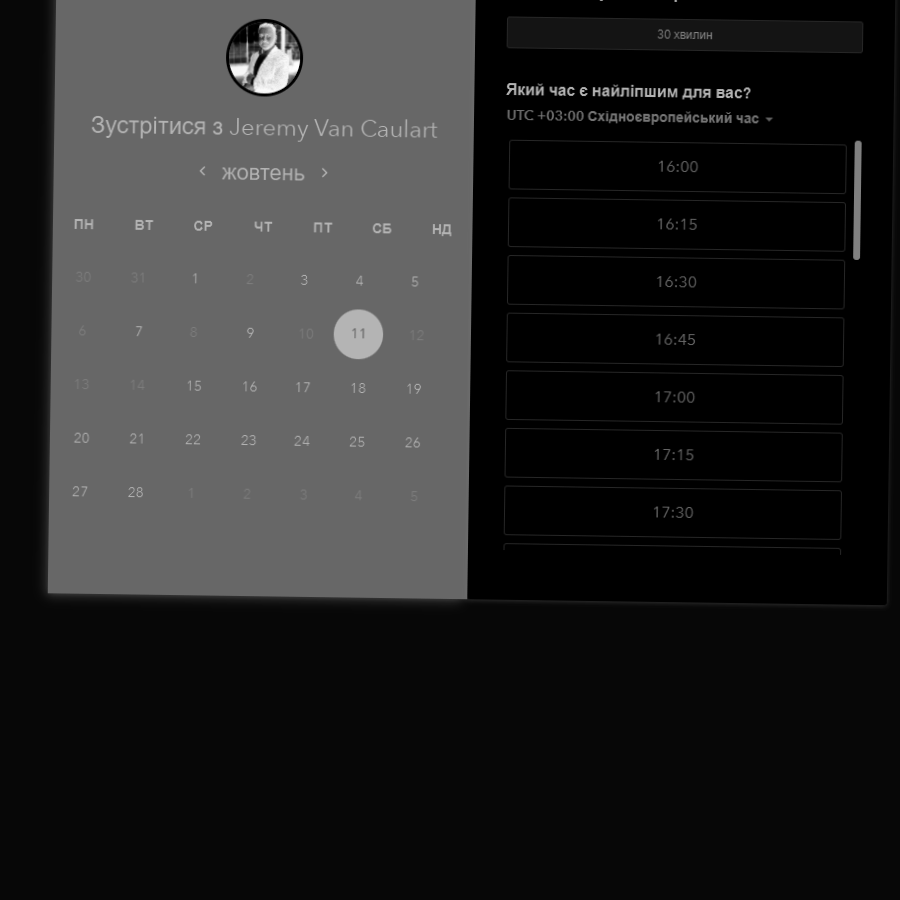 Зустрітися з Jeremy Van Caulart
‹ жовтень ›
ПН ВТ СР ЧТ ПТ СБ НД
30 31 1 2 3 4 5
6 7 8 9 10 11 12
13 14 15 16 17 18 19
20 21 22 23 24 25 26
27 28 1 2 3 4 5
30 хвилин
Який час є найліпшим для вас?
UTC +03:00 Східноєвропейський час
16:00
16:15
16:30
16:45
17:00
17:15
17:30